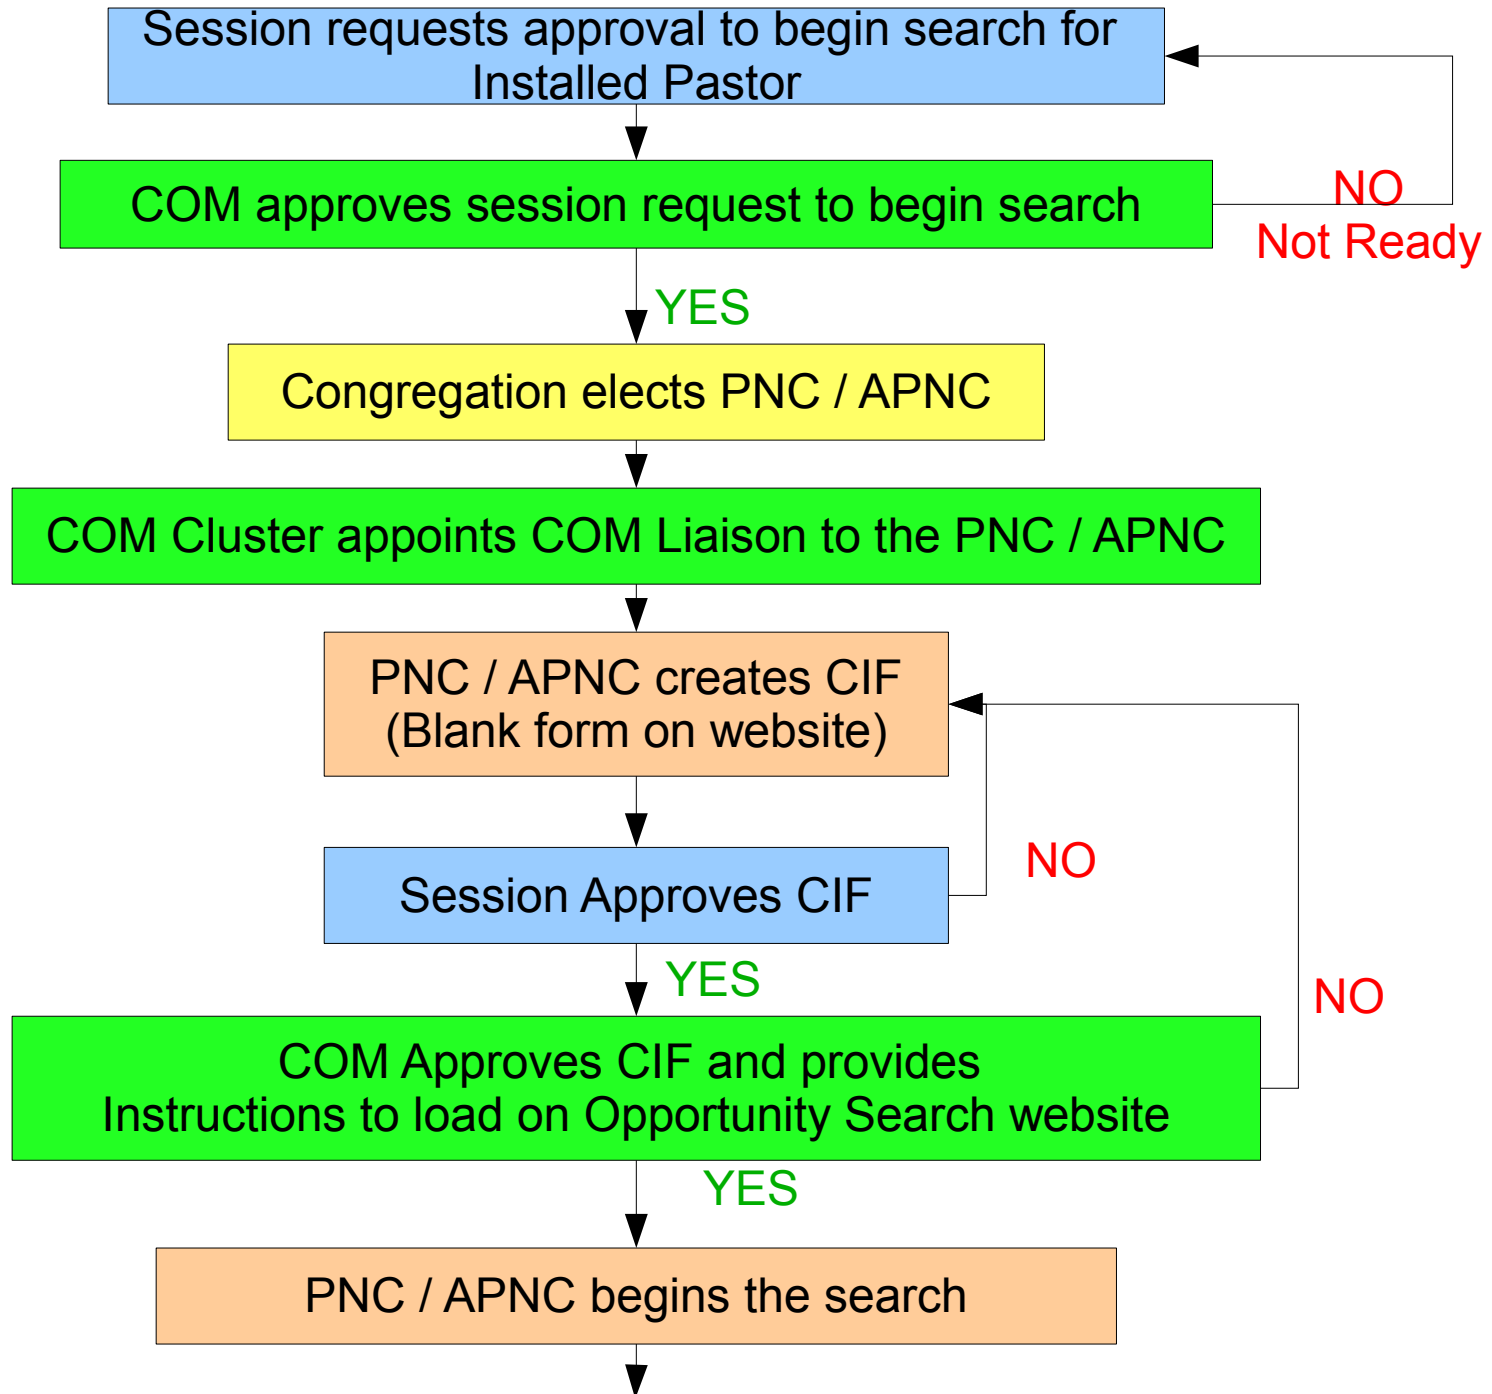 Session requests approval to begin search for
Installed Pastor
COM approves session request to begin search
NO
Not Ready
YES
Congregation elects PNC / APNC
COM Cluster appoints COM Liaison to the PNC / APNC
PNC / APNC creates CIF
(Blank form on website)
NO
Session Approves CIF
YES
NO
COM Approves CIF and provides
Instructions to load on Opportunity Search website
YES
PNC / APNC begins the search